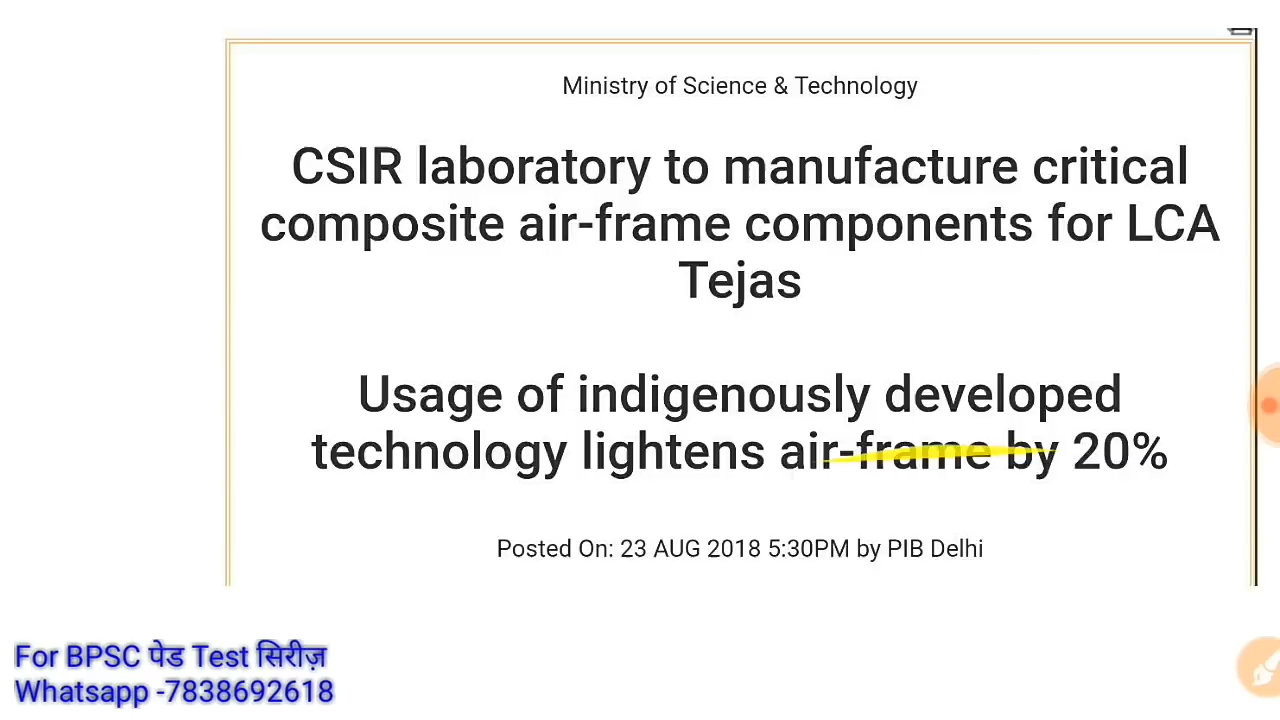 Ministry of Science & Technology
CSIR laboratory to manufacture critical
composite air-frame components for LCA
Tejas
Usage of indigenously developed
technology lightens air-frame by 20%
Posted On: 23 AUG 2018 5:30PM by PIB Delhi
For BPSC पेड Test सिरीज़
Whatsapp -7838692618